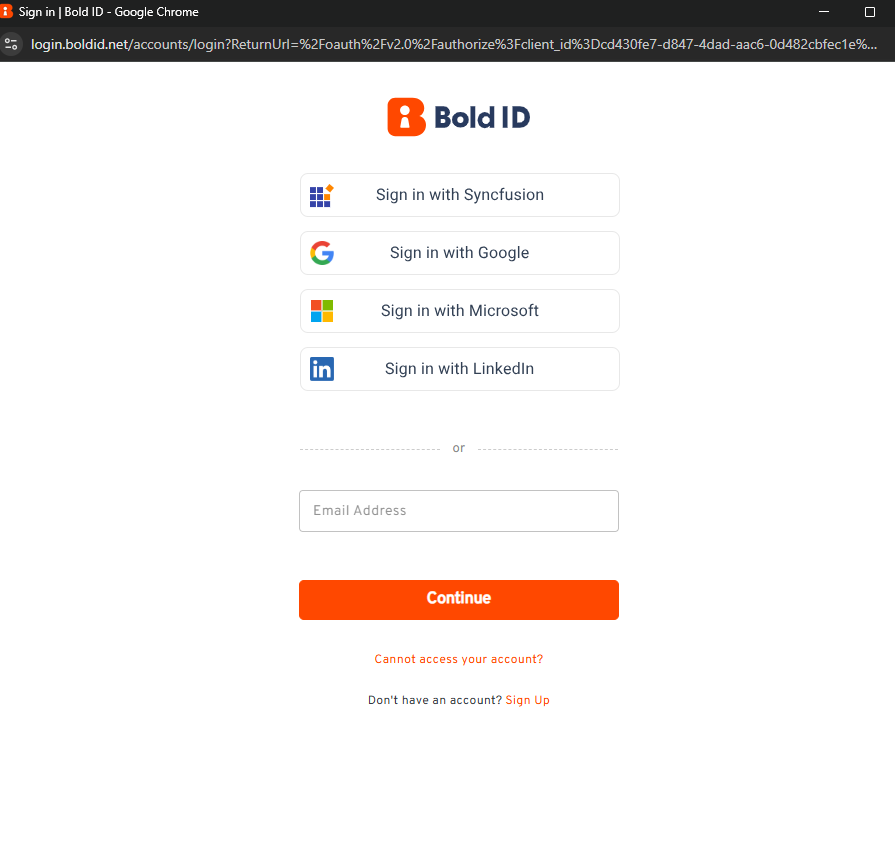 Sign in | Bold ID - Google Chrome
login.boldid.net/accounts/login?ReturnUrl=%2Foauth%2Fv2.0%2Fauthorize%3Fclient_id%3Dcd430fe7-d847-4dad-aac6-0d482cbfec1e%...
Bold ID
Sign in with Syncfusion
Sign in with Google
Sign in with Microsoft
in Sign in with LinkedIn
or
Email Address
Continue
Cannot access your account?
Don't have an account? Sign Up